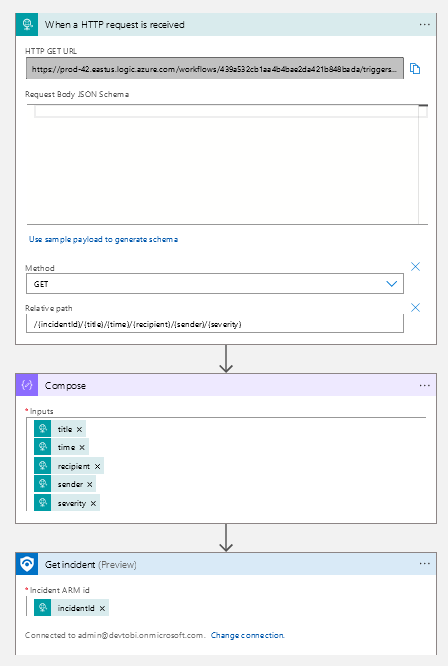 When a HTTP request is received
HTTP GET URL
https://prod-42.eastus.logic.azure.com/workflows/439a532cb1aa4b4bae2da421b848bada/triggers...
Request Body JSON Schema
Use sample payload to generate schema
Method
GET
Relative path
/{incidentId}/{title}/{time}/{recipient}/{sender}/{severity}
Compose
* Inputs
title
time
recipient
sender
severity
Get incident (Preview)
* Incident ARM id
incidentId
Connected to admin@devtobi.onmicrosoft.com. Change connection.